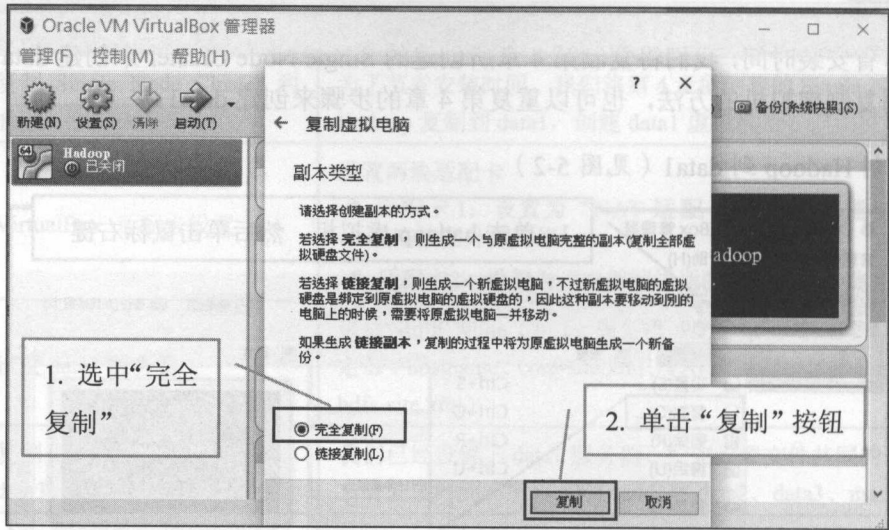 Oracle VM VirtualBox 管理器
管理(F) 控制(M) 帮助(H)
新建(N) 设置(S) 清除 启动(T)
备份[系统快照](S)
Hadoop
已关闭
adoop
? ×
← 复制虚拟电脑
副本类型
请选择创建副本的方式。
若选择 完全复制,则生成一个与原虚拟电脑完整的副本(复制全部虚
拟硬盘文件)。
若选择 链接复制,则生成一个新虚拟电脑,不过新虚拟电脑的虚拟
硬盘是绑定到原虚拟电脑的虚拟硬盘的,因此这种副本要移动到别的
电脑上的时候,需要将原虚拟电脑一并移动。
如果生成 链接副本,复制的过程中将为原虚拟电脑生成一个新备
份。
1. 选中“完全
复制”
完全复制(F)
链接复制(L)
2. 单击“复制”按钮
复制 取消